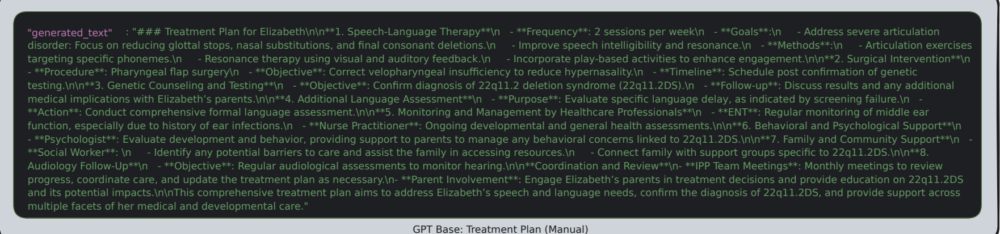 "generated_text" : "### Treatment Plan for Elizabeth\n\n**1. Speech-Language Therapy**\n - **Frequency**: 2 sessions per week\n - **Goals**:\n - Address severe articulation
disorder: Focus on reducing glottal stops, nasal substitutions, and final consonant deletions.\n - Improve speech intelligibility and resonance.\n - **Methods**:\n - Articulation exercises
targeting specific phonemes.\n - Resonance therapy using visual and auditory feedback.\n - Incorporate play-based activities to enhance engagement.\n\n**2. Surgical Intervention**\n
- **Procedure**: Pharyngeal flap surgery\n - **Objective**: Correct velopharyngeal insufficiency to reduce hypernasality.\n - **Timeline**: Schedule post confirmation of genetic
testing.\n\n**3. Genetic Counseling and Testing**\n - **Objective**: Confirm diagnosis of 22q11.2 deletion syndrome (22q11.2DS).\n - **Follow-up**: Discuss results and any additional
medical implications with Elizabeth’s parents.\n\n**4. Additional Language Assessment**\n - **Purpose**: Evaluate specific language delay, as indicated by screening failure.\n -
**Action**: Conduct comprehensive formal language assessment.\n\n**5. Monitoring and Management by Healthcare Professionals**\n - **ENT**: Regular monitoring of middle ear
function, especially due to history of ear infections.\n - **Nurse Practitioner**: Ongoing developmental and general health assessments.\n\n**6. Behavioral and Psychological Support**\n
- **Psychologist**: Evaluate development and behavior, providing support to parents to manage any behavioral concerns linked to 22q11.2DS.\n\n**7. Family and Community Support**\n -
**Social Worker**: \n - Identify any potential barriers to care and assist the family in accessing resources.\n - Connect family with support groups specific to 22q11.2DS.\n\n**8.
Audiology Follow-Up**\n - **Objective**: Regular audiological assessments to monitor hearing.\n\n**Coordination and Review**\n- **IPP Team Meetings**: Monthly meetings to review
progress, coordinate care, and update the treatment plan as necessary.\n- **Parent Involvement**: Engage Elizabeth’s parents in treatment decisions and provide education on 22q11.2DS
and its potential impacts.\n\nThis comprehensive treatment plan aims to address Elizabeth’s speech and language needs, confirm the diagnosis of 22q11.2DS, and provide support across
multiple facets of her medical and developmental care."
GPT Base: Treatment Plan (Manual)